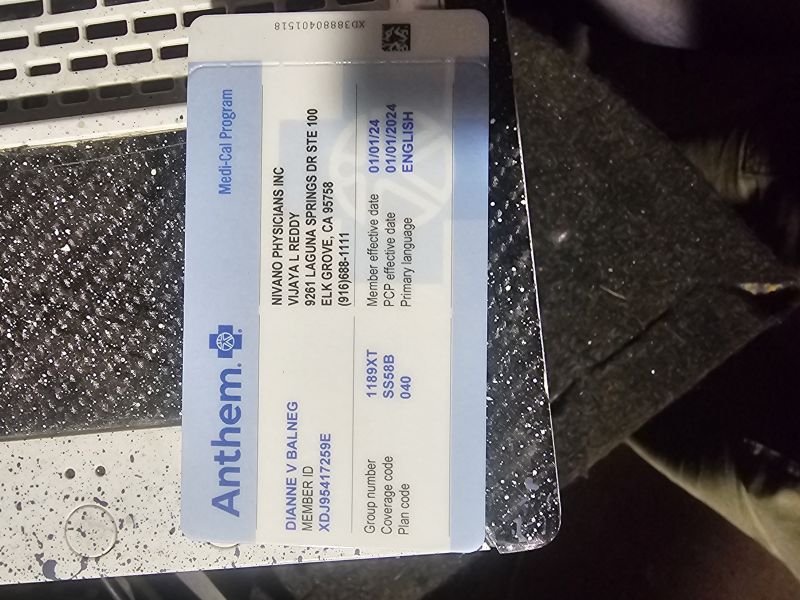 XD38880401518
Anthem.
Medi-Cal Program
DIANNE V BALNEG
MEMBER ID
XDJ95417259E
NIVANO PHYSICIANS INC
VIJAYA L REDDY
9261 LAGUNA SPRINGS DR STE 100
ELK GROVE, CA 95758
(916)688-1111
Group number 1189XT
Coverage code SS58B
Plan code 040
Member effective date 01/01/24
PCP effective date 01/01/2024
Primary language ENGLISH